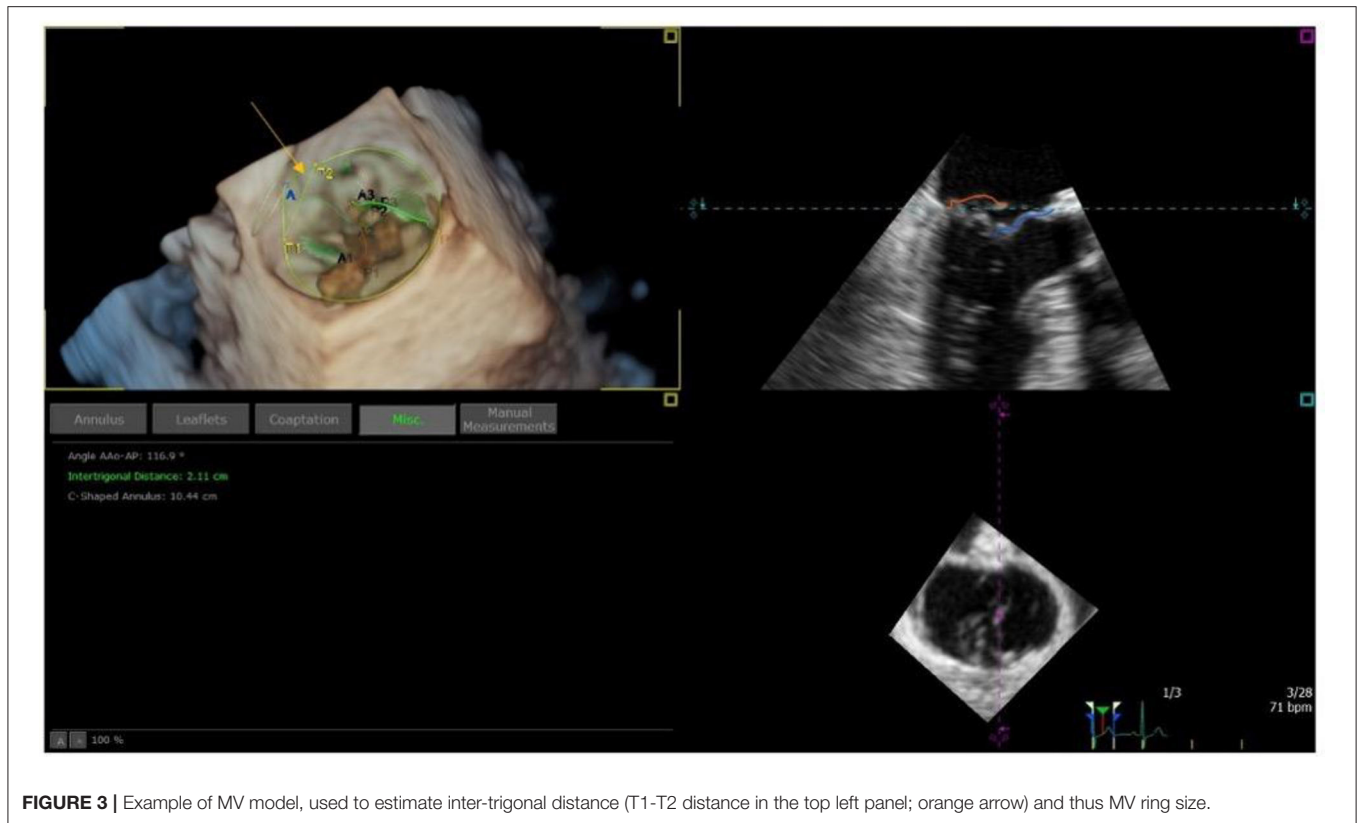 A
T2
A3
P2
T1
A1
Annulus
Leaflets
Coaptation
Misc.
Manual
Measurements
Angle AAo-AP: 116.9 °
Intertrigonal Distance: 2.11 cm
C-Shaped Annulus: 10.44 cm
1/3
3/28
71 bpm
A
100 %
FIGURE 3 | Example of MV model, used to estimate inter-trigonal distance (T1-T2 distance in the top left panel; orange arrow) and thus MV ring size.